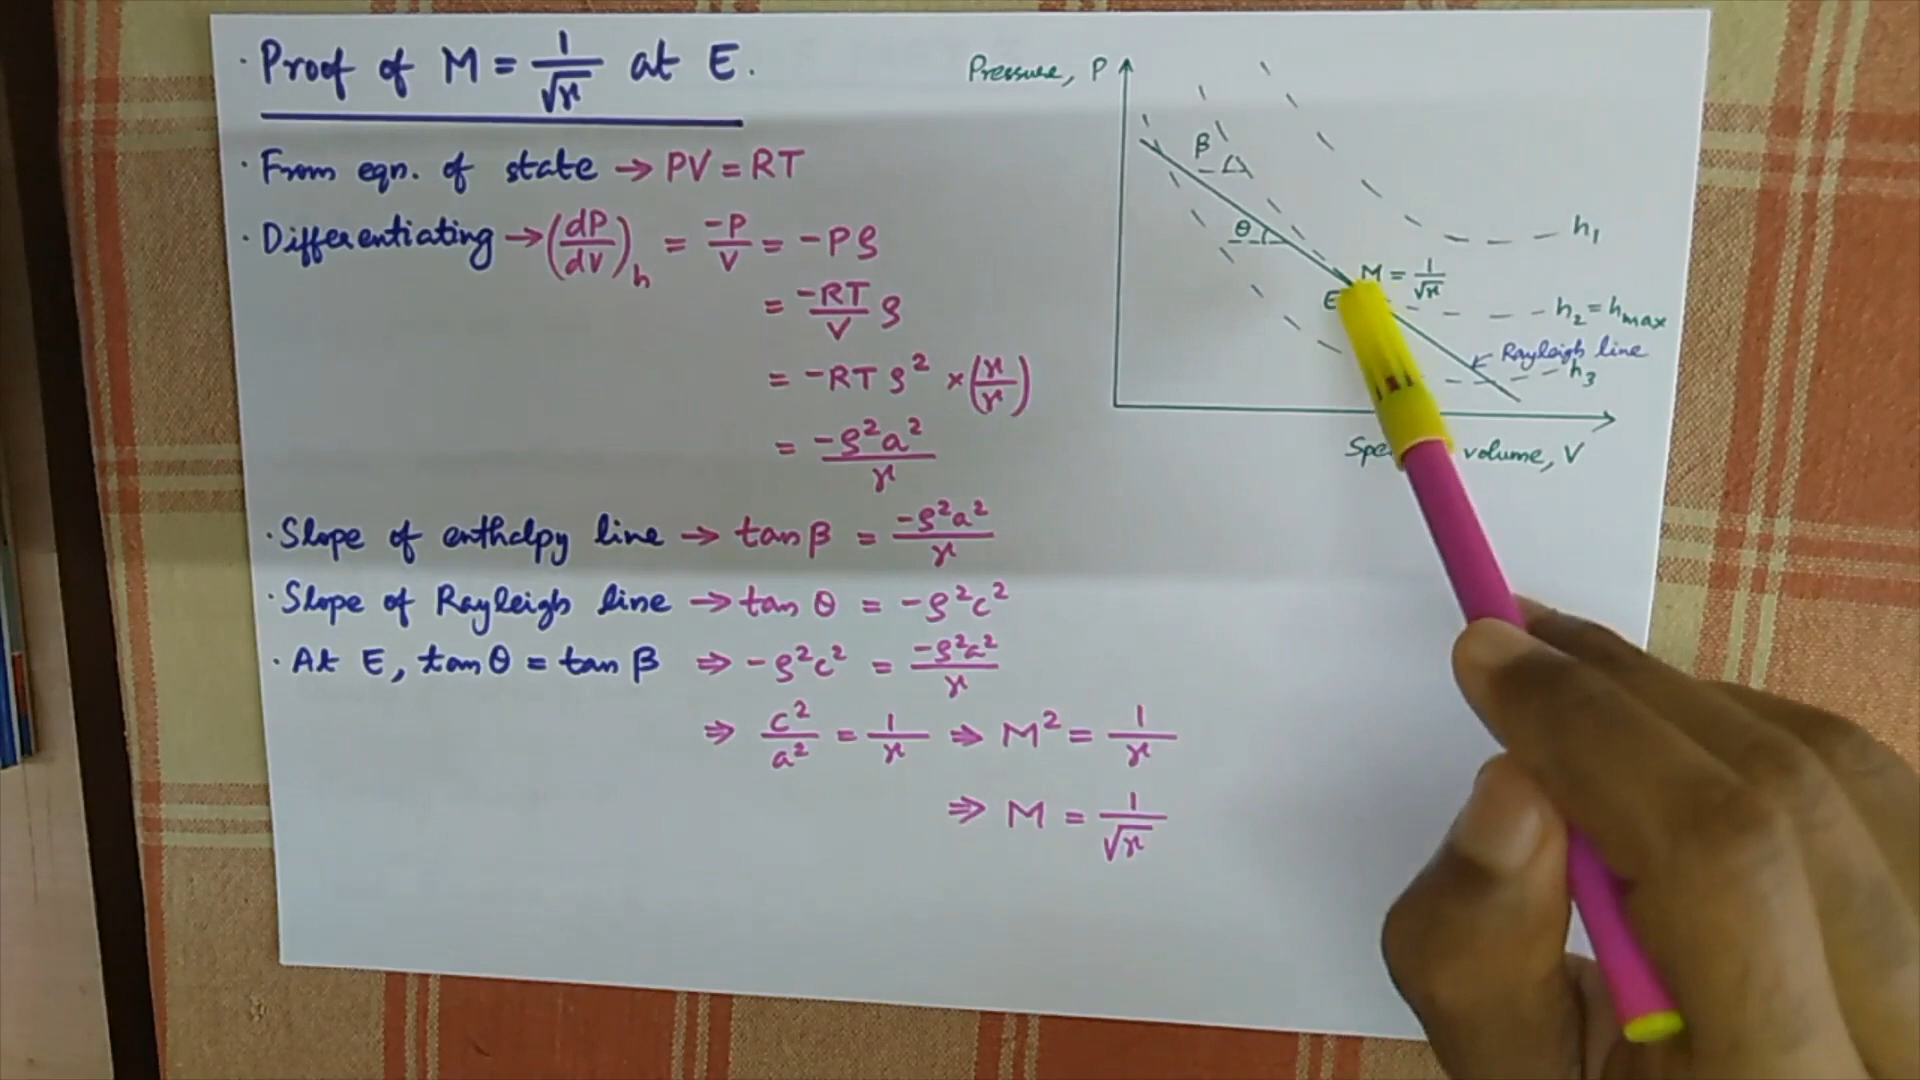 · Proof of M = 1/√γ at E.
· From eqn. of state → PV = RT
· Differentiating → (dP/dV)h = -P/V = -Pρ
= -RT/V ρ
= -RTρ² × (γ/γ)
= -ρ²a²/γ
· Slope of enthalpy line → tan β = -ρ²a²/γ
· Slope of Rayleigh line → tan θ = -ρ²c²
· At E, tan θ = tan β ⇒ -ρ²c² = -ρ²a²/γ
⇒ c²/a² = 1/γ ⇒ M² = 1/γ
⇒ M = 1/√γ
Pressure, P
β
θ
h₁
M = 1/√γ
E
h₂ = hmax
Rayleigh line
h₃
volume, V